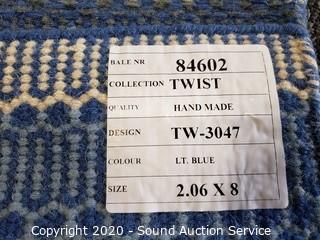 BALE NR 84602
COLLECTION TWIST
QUALITY HAND MADE
DESIGN TW-3047
COLOUR LT. BLUE
SIZE 2.06 X 8
Copyright 2020 - Sound Auction Service